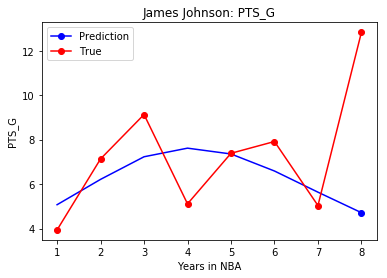 James Johnson: PTS_G
Prediction
True
PTS_G
12
10
8
6
4
1 2 3 4 5 6 7 8
Years in NBA